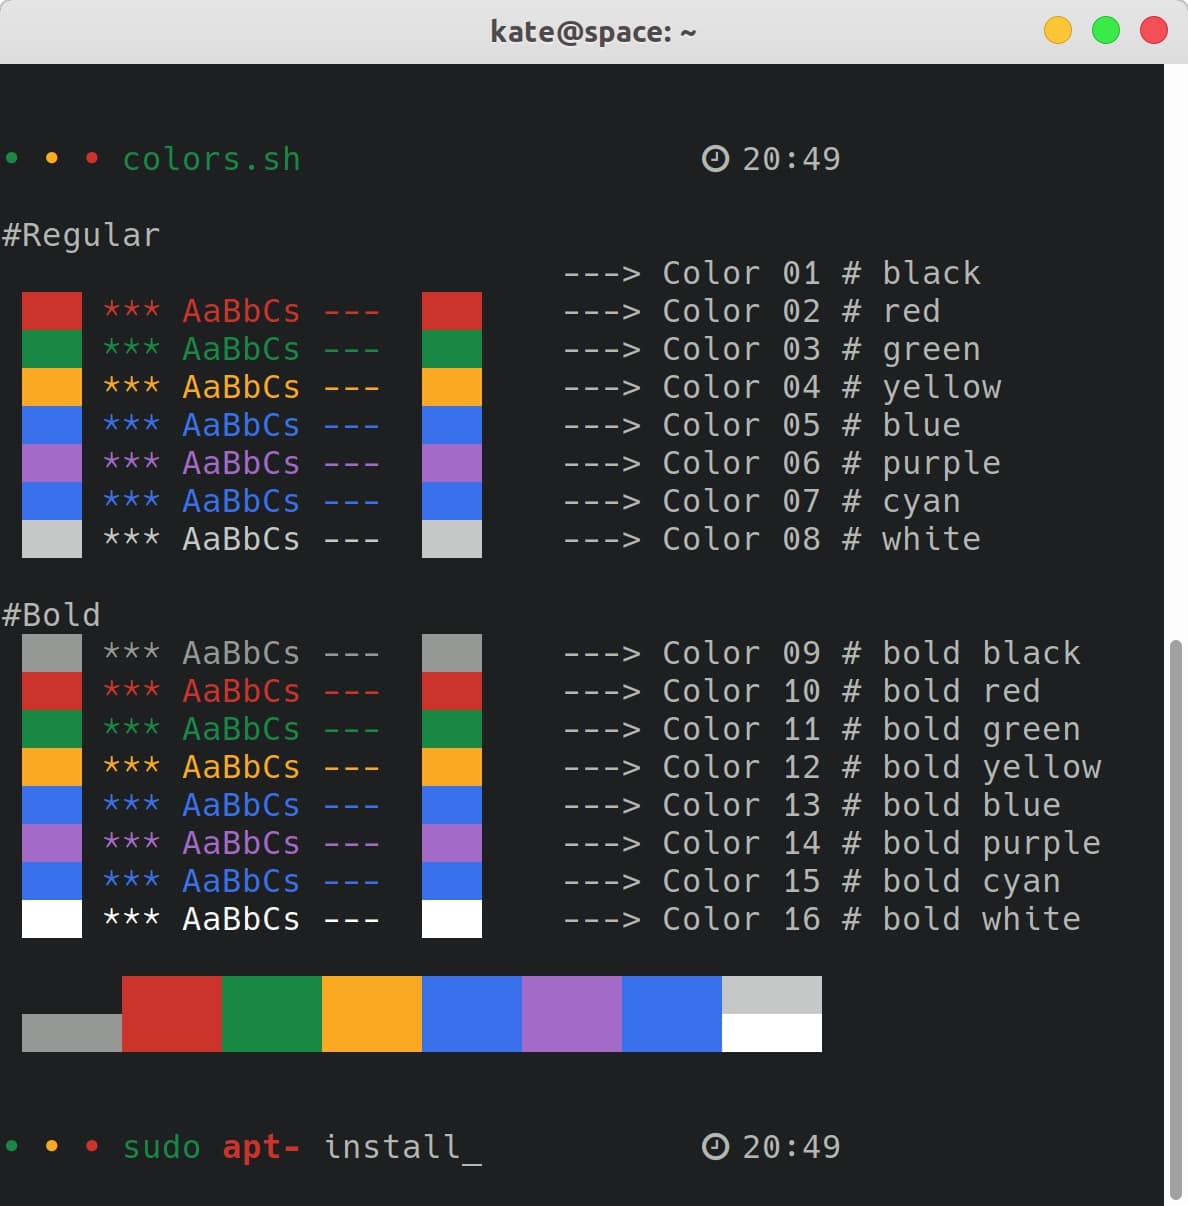 kate@space: ~
• • • colors.sh 20:49
#Regular
---> Color 01 # black
*** AaBbCs --- ---> Color 02 # red
*** AaBbCs --- ---> Color 03 # green
*** AaBbCs --- ---> Color 04 # yellow
*** AaBbCs --- ---> Color 05 # blue
*** AaBbCs --- ---> Color 06 # purple
*** AaBbCs --- ---> Color 07 # cyan
*** AaBbCs --- ---> Color 08 # white
#Bold
*** AaBbCs --- ---> Color 09 # bold black
*** AaBbCs --- ---> Color 10 # bold red
*** AaBbCs --- ---> Color 11 # bold green
*** AaBbCs --- ---> Color 12 # bold yellow
*** AaBbCs --- ---> Color 13 # bold blue
*** AaBbCs --- ---> Color 14 # bold purple
*** AaBbCs --- ---> Color 15 # bold cyan
*** AaBbCs --- ---> Color 16 # bold white
• • • sudo apt- install_ 20:49